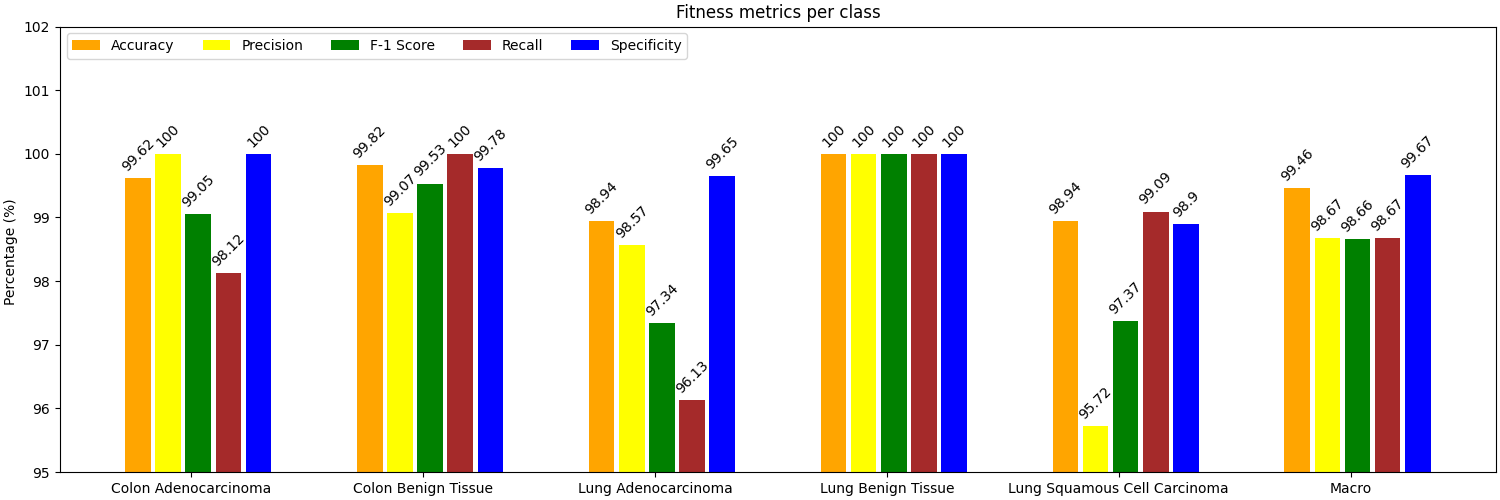 Fitness metrics per class
Accuracy Precision F-1 Score Recall Specificity
Percentage (%)
102
101
100
99
98
97
96
95
99.62 100 99.05 98.12 100
99.82 99.07 99.53 100 99.78
98.94 98.57 97.34 96.13 99.65
100 100 100 100 100
98.94 95.72 97.37 99.09 98.9
99.46 98.67 98.66 98.67 99.67
Colon Adenocarcinoma Colon Benign Tissue Lung Adenocarcinoma Lung Benign Tissue Lung Squamous Cell Carcinoma Macro